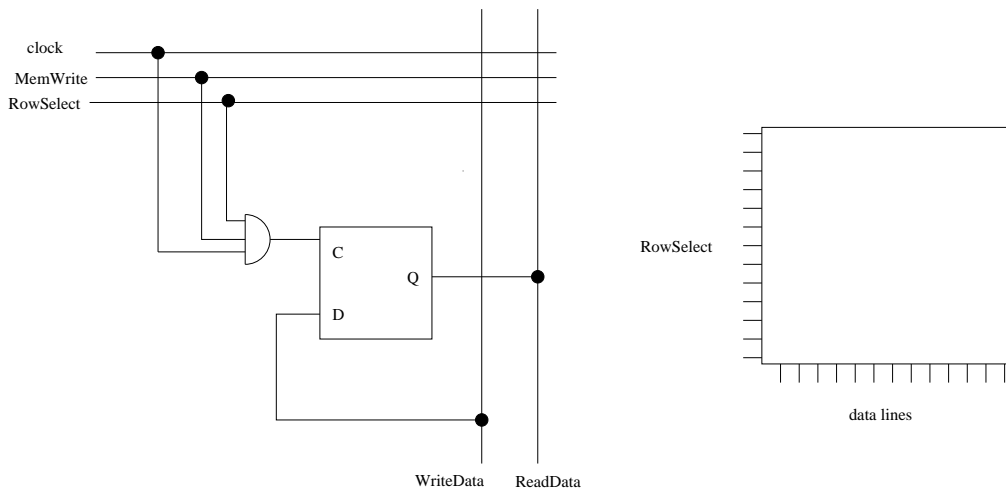 clock
MemWrite
RowSelect
C
Q
D
WriteData
ReadData
RowSelect
data lines